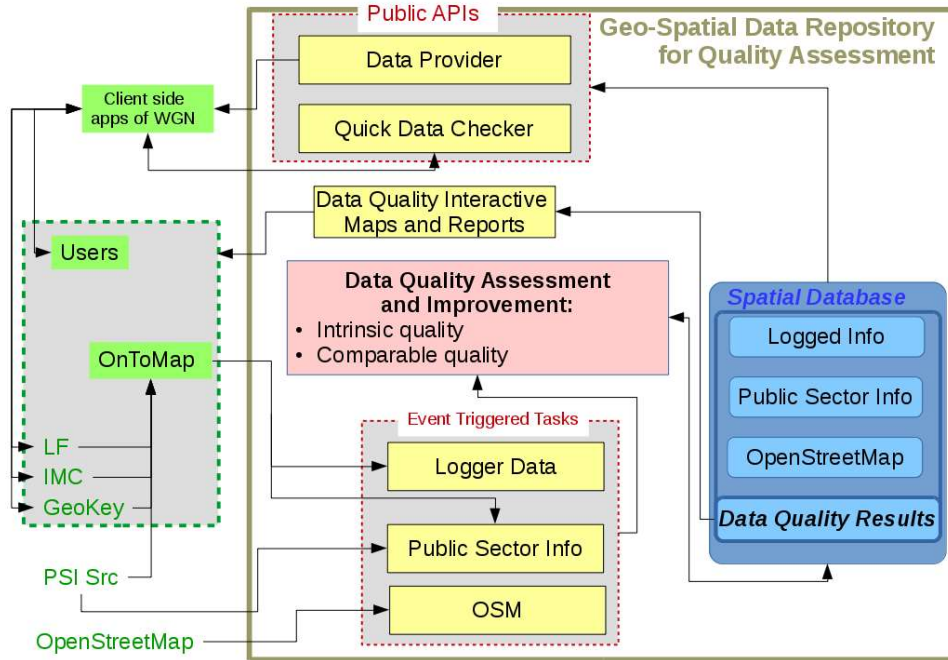 Public APIs
Geo-Spatial Data Repository
for Quality Assessment
Data Provider
Client side
apps of WGN
Quick Data Checker
Data Quality Interactive
Maps and Reports
Users
Data Quality Assessment
and Improvement:
• Intrinsic quality
• Comparable quality
Spatial Database
Logged Info
Public Sector Info
OpenStreetMap
Data Quality Results
OnToMap
LF
IMC
GeoKey
Event Triggered Tasks
Logger Data
Public Sector Info
OSM
PSI Src
OpenStreetMap